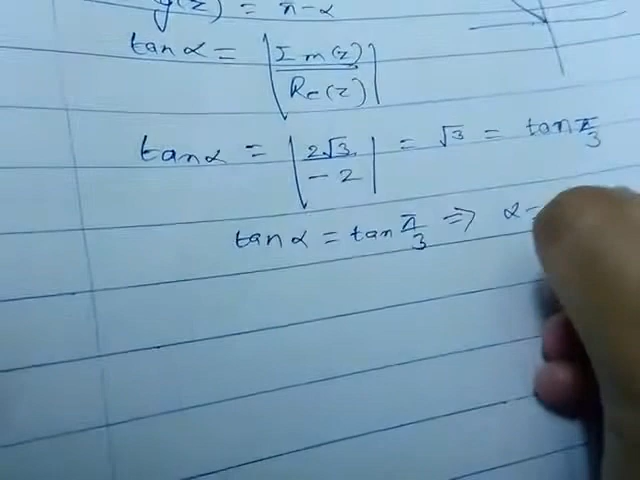 g(z) = π - α
tan α = |Im(z)/Re(z)|
tan α = |2√3/-2| = √3 = tan π/3
tan α = tan π/3 ⇒ α =